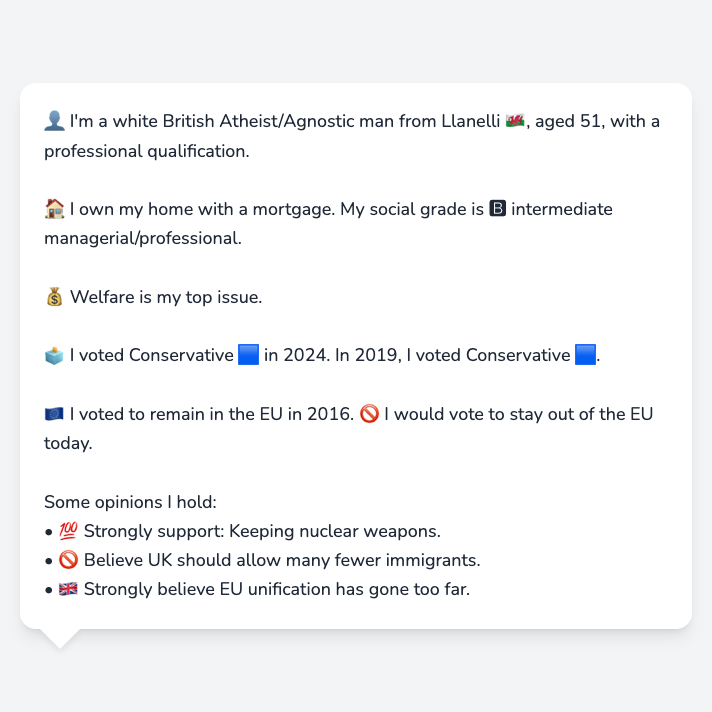 👤 I'm a white British Atheist/Agnostic man from Llanelli 🏴󠁧󠁢󠁷󠁬󠁳󠁿, aged 51, with a
professional qualification.
🏠 I own my home with a mortgage. My social grade is 🅱 intermediate
managerial/professional.
💰 Welfare is my top issue.
🗳️ I voted Conservative 🟦 in 2024. In 2019, I voted Conservative 🟦.
🇪🇺 I voted to remain in the EU in 2016. 🚫 I would vote to stay out of the EU
today.
Some opinions I hold:
• 💯 Strongly support: Keeping nuclear weapons.
• 🚫 Believe UK should allow many fewer immigrants.
• 🇬🇧 Strongly believe EU unification has gone too far.